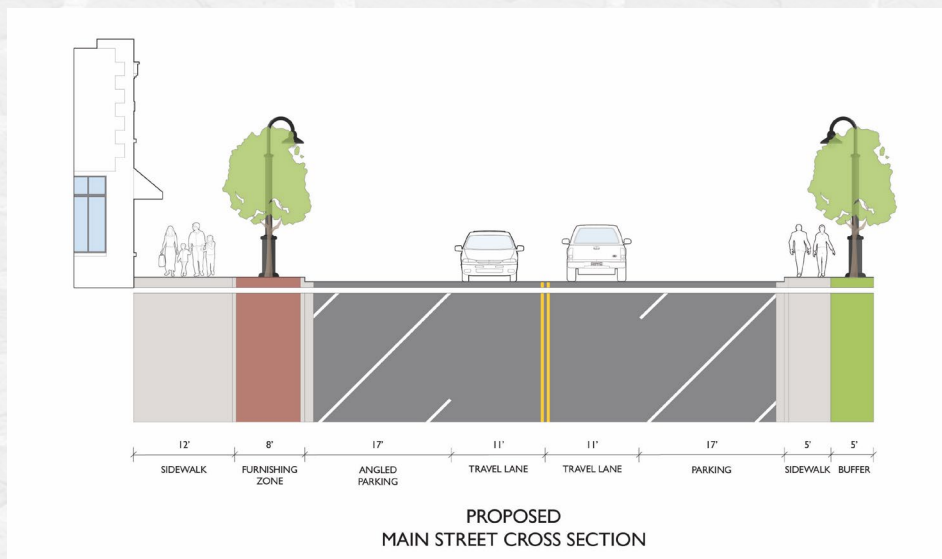 12' 8' 17' 11' 11' 17' 5' 5'
SIDEWALK FURNISHING ZONE ANGLED PARKING TRAVEL LANE TRAVEL LANE PARKING SIDEWALK BUFFER
PROPOSED
MAIN STREET CROSS SECTION